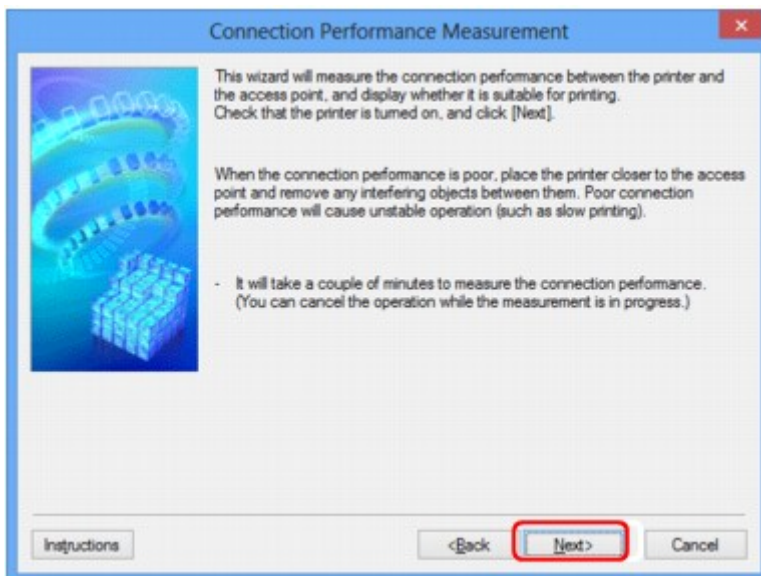 Connection Performance Measurement
This wizard will measure the connection performance between the printer and
the access point, and display whether it is suitable for printing.
Check that the printer is turned on, and click [Next].
When the connection performance is poor, place the printer closer to the access
point and remove any interfering objects between them. Poor connection
performance will cause unstable operation (such as slow printing).
- It will take a couple of minutes to measure the connection performance.
(You can cancel the operation while the measurement is in progress.)
Instructions <Back Next> Cancel